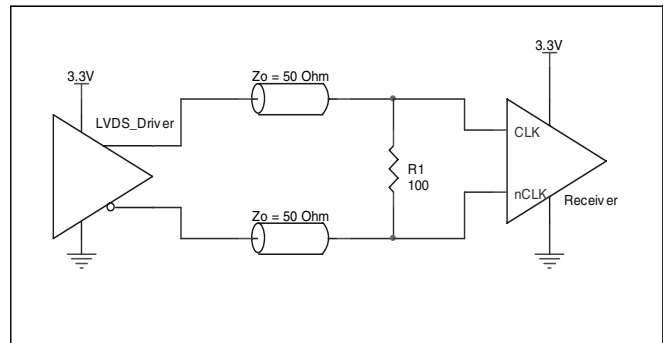 3.3V
LVDS_Driver
Zo = 50 Ohm
Zo = 50 Ohm
R1
100
3.3V
CLK
nCLK
Receiver